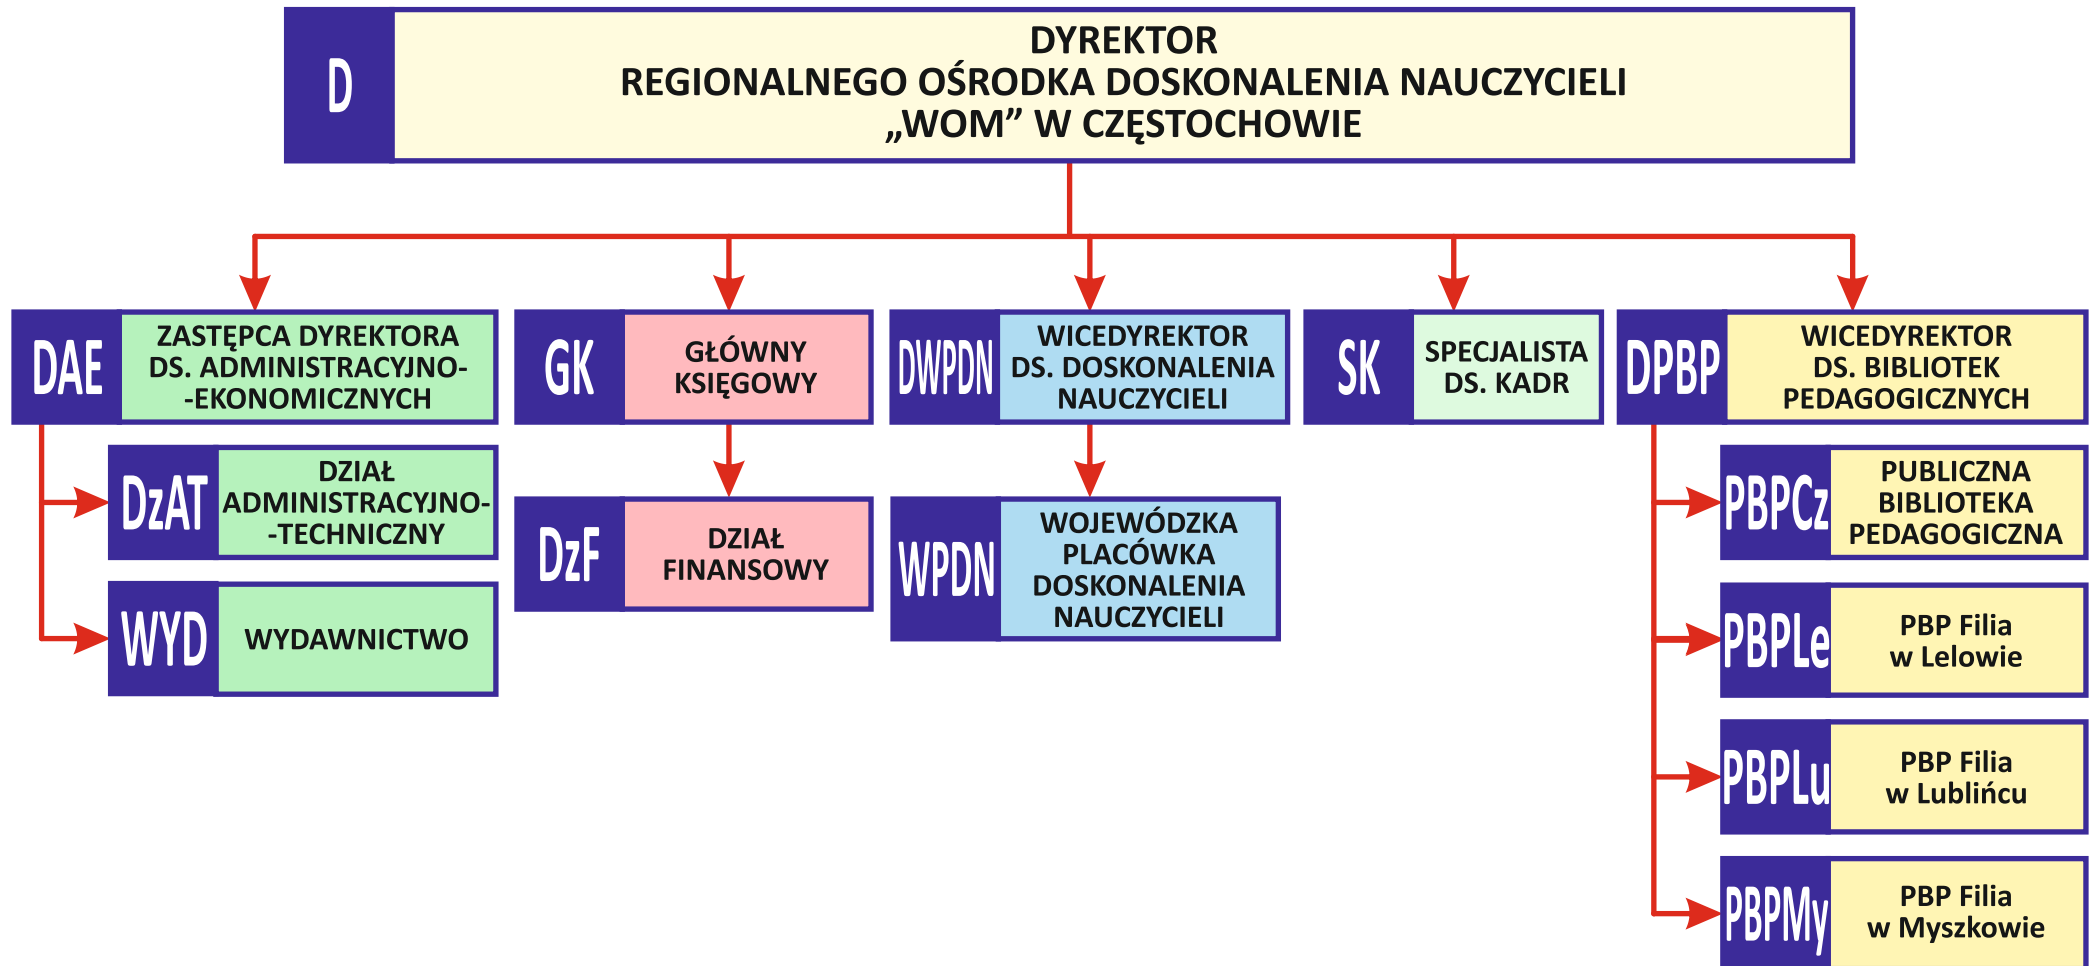 D
DYREKTOR
REGIONALNEGO OŚRODKA DOSKONALENIA NAUCZYCIELI
„WOM” W CZĘSTOCHOWIE
DAE
ZASTĘPCA DYREKTORA
DS. ADMINISTRACYJNO-
-EKONOMICZNYCH
DzAT
DZIAŁ
ADMINISTRACYJNO-
-TECHNICZNY
WYD
WYDAWNICTWO
GK
GŁÓWNY
KSIĘGOWY
DzF
DZIAŁ
FINANSOWY
DWPDN
WICEDYREKTOR
DS. DOSKONALENIA
NAUCZYCIELI
WPDN
WOJEWÓDZKA
PLACÓWKA
DOSKONALENIA
NAUCZYCIELI
SK
SPECJALISTA
DS. KADR
DPBP
WICEDYREKTOR
DS. BIBLIOTEK
PEDAGOGICZNYCH
PBPCz
PUBLICZNA
BIBLIOTEKA
PEDAGOGICZNA
PBPLe
PBP Filia
w Lelowie
PBPLu
PBP Filia
w Lublińcu
PBPMy
PBP Filia
w Myszkowie